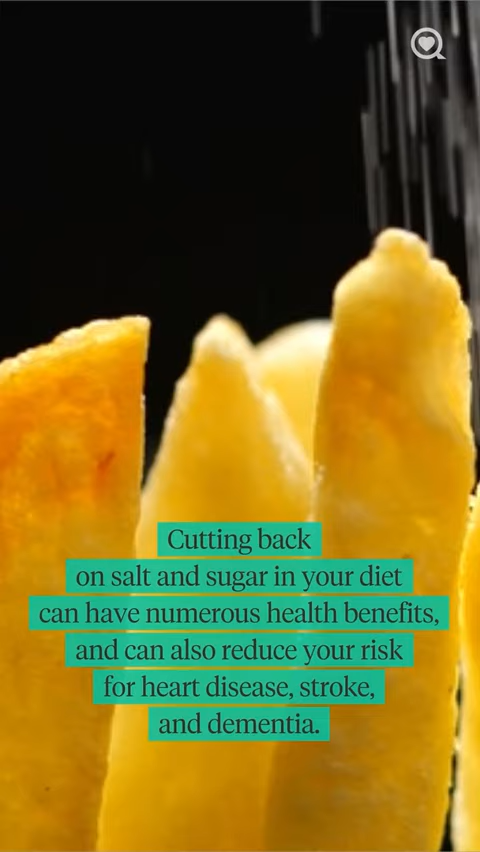 Cutting back
on salt and sugar in your diet
can have numerous health benefits,
and can also reduce your risk
for heart disease, stroke,
and dementia.